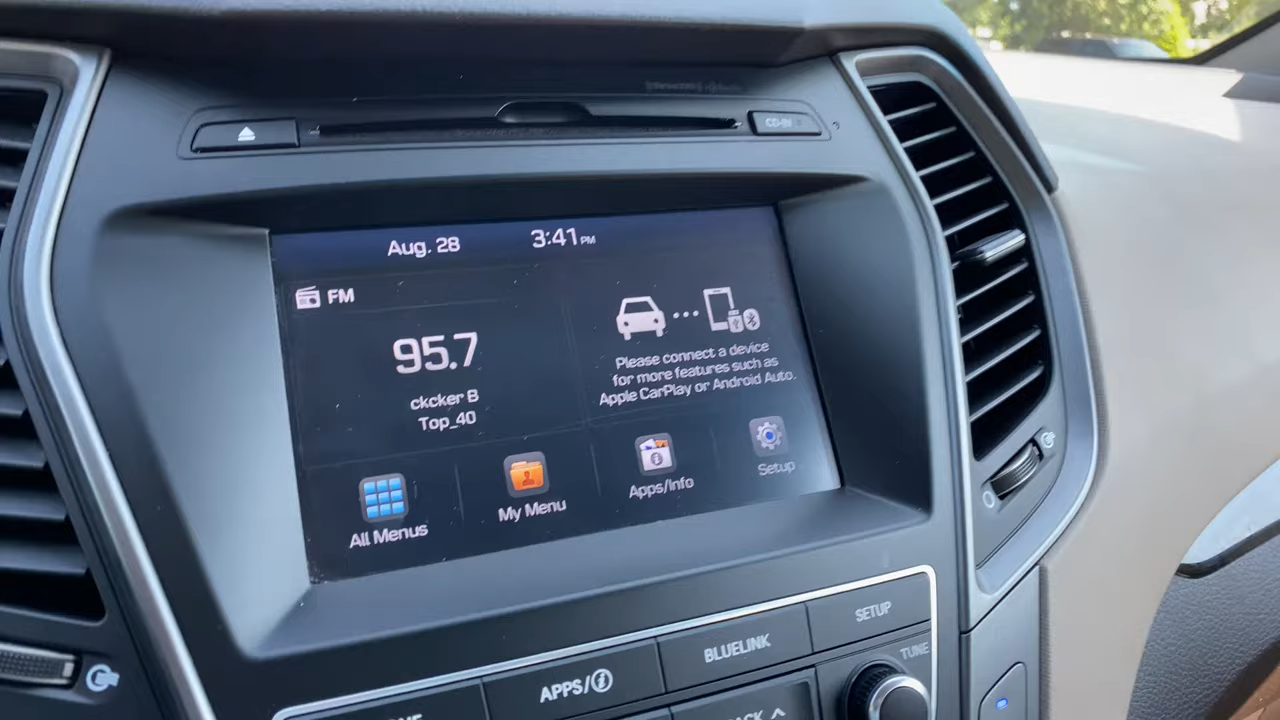 CD-IN
Aug. 28
3:41 PM
FM
95.7
ckcker B
Top_40
Please connect a device
for more features such as
Apple CarPlay or Android Auto.
All Menus
My Menu
Apps/Info
Setup
APPS/i
BLUELINK
SETUP
TUNE